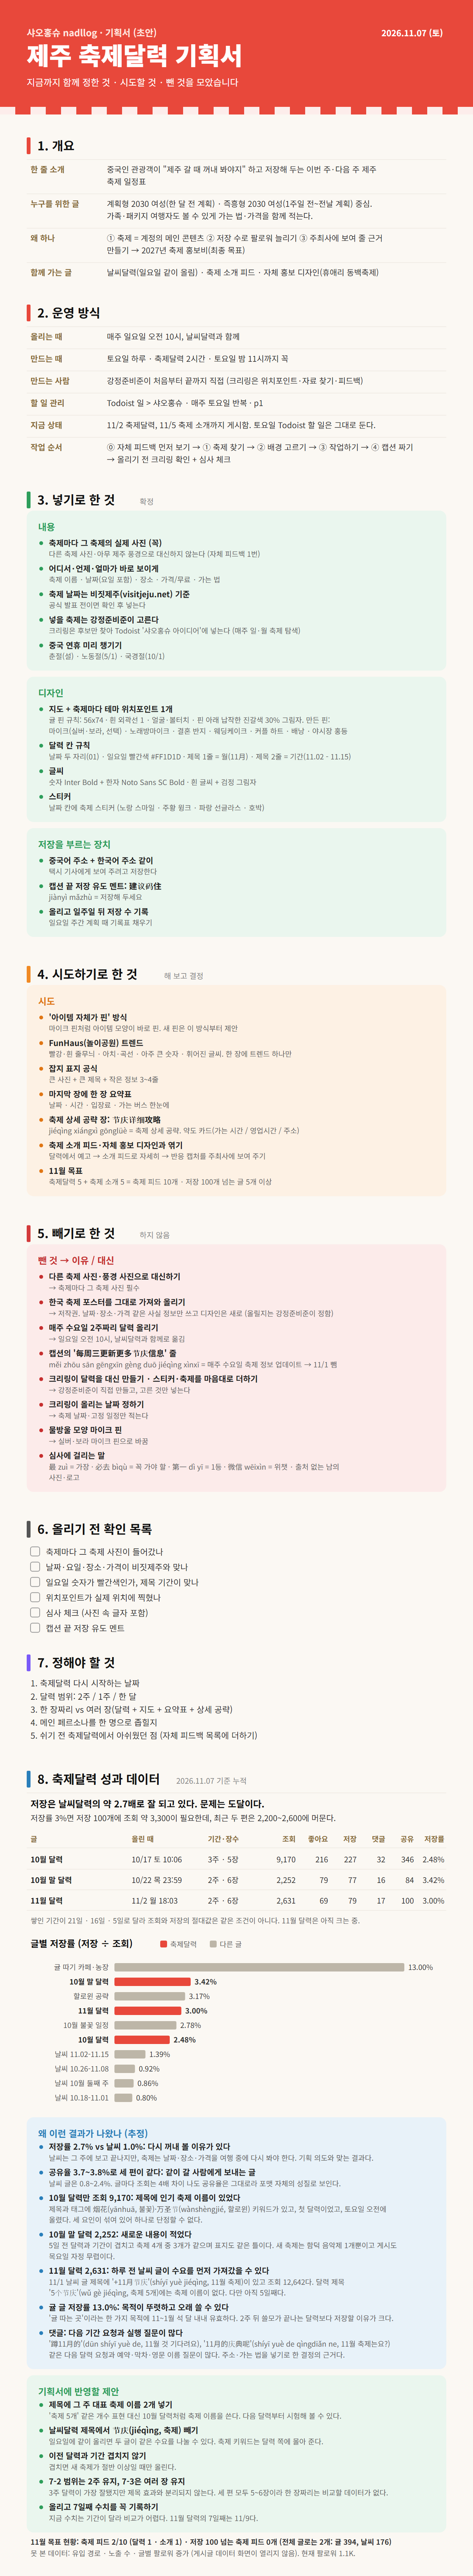 샤오홍슈 nadllog · 기획서 (초안)
2026.11.07 (토)
제주 축제달력 기획서
지금까지 함께 정한 것 · 시도할 것 · 뺀 것을 모았습니다
1. 개요
한 줄 소개
중국인 관광객이 "제주 갈 때 꺼내 봐야지" 하고 저장해 두는 이번 주·다음 주 제주
축제 일정표
누구를 위한 글
계획형 2030 여성(한 달 전 계획) · 즉흥형 2030 여성(1주일 전~전날 계획) 중심.
가족·패키지 여행자도 볼 수 있게 가는 법·가격을 함께 적는다.
왜 하나
① 축제 = 계정의 메인 콘텐츠 ② 저장 수로 팔로워 늘리기 ③ 주최사에 보여 줄 근거
만들기 → 2027년 축제 홍보비(최종 목표)
함께 가는 글
날씨달력(일요일 같이 올림) · 축제 소개 피드 · 자체 홍보 디자인(휴애리 동백축제)
2. 운영 방식
올리는 때
매주 일요일 오전 10시, 날씨달력과 함께
만드는 때
토요일 하루 · 축제달력 2시간 · 토요일 밤 11시까지 꼭
만드는 사람
강정준비준이 처음부터 끝까지 직접 (크리링은 위치포인트·자료 찾기·피드백)
할 일 관리
Todoist 일 > 샤오홍슈 · 매주 토요일 반복 · p1
지금 상태
11/2 축제달력, 11/5 축제 소개까지 게시함. 토요일 Todoist 할 일은 그대로 둔다.
작업 순서
⓪ 자체 피드백 먼저 보기 → ① 축제 찾기 → ② 배경 고르기 → ③ 작업하기 → ④ 캡션 짜기
→ 올리기 전 크리링 확인 + 심사 체크
3. 넣기로 한 것
확정
내용
축제마다 그 축제의 실제 사진 (꼭)
다른 축제 사진·아무 제주 풍경으로 대신하지 않는다 (자체 피드백 1번)
어디서·언제·얼마가 바로 보이게
축제 이름 · 날짜(요일 포함) · 장소 · 가격/무료 · 가는 법
축제 날짜는 비짓제주(visitjeju.net) 기준
공식 발표 전이면 확인 후 넣는다
넣을 축제는 강정준비준이 고른다
크리링은 후보만 찾아 Todoist '샤오홍슈 아이디어'에 넣는다 (매주 일·월 축제 탐색)
중국 연휴 미리 챙기기
춘절(설) · 노동절(5/1) · 국경절(10/1)
디자인
지도 + 축제마다 테마 위치포인트 1개
귤 핀 규칙: 56x74 · 흰 외곽선 1 · 얼굴·볼터치 · 핀 아래 납작한 진갈색 30% 그림자. 만든 핀:
마이크(실버·보라, 선택) · 노래방마이크 · 결혼 반지 · 웨딩케이크 · 커플 하트 · 배낭 · 야시장 홍등
달력 칸 규칙
날짜 두 자리(01) · 일요일 빨간색 #FF1D1D · 제목 1줄 = 월(11月) · 제목 2줄 = 기간(11.02 - 11.15)
글씨
숫자 Inter Bold + 한자 Noto Sans SC Bold · 흰 글씨 + 검정 그림자
스티커
날짜 칸에 축제 스티커 (노랑 스마일 · 주황 윙크 · 파랑 선글라스 · 호박)
저장을 부르는 장치
중국어 주소 + 한국어 주소 같이
택시 기사에게 보여 주려고 저장한다
캡션 끝 저장 유도 멘트: 建议码住
jiànyì mǎzhù = 저장해 두세요
올리고 일주일 뒤 저장 수 기록
일요일 주간 계획 때 기록표 채우기
4. 시도하기로 한 것
해 보고 결정
시도
'아이템 자체가 핀' 방식
마이크 핀처럼 아이템 모양이 바로 핀. 새 핀은 이 방식부터 제안
FunHaus(놀이공원) 트렌드
빨강·흰 줄무늬 · 아치·곡선 · 아주 큰 숫자 · 휘어진 글씨. 한 장에 트렌드 하나만
잡지 표지 공식
큰 사진 + 큰 제목 + 작은 정보 3~4줄
마지막 장에 한 장 요약표
날짜 · 시간 · 입장료 · 가는 버스 한눈에
축제 상세 공략 장: 节庆详细攻略
jiéqìng xiángxì gōnglüè = 축제 상세 공략. 약도 카드(가는 시간 / 영업시간 / 주소)
축제 소개 피드·자체 홍보 디자인과 엮기
달력에서 예고 → 소개 피드로 자세히 → 반응 캡처를 주최사에 보여 주기
11월 목표
축제달력 5 + 축제 소개 5 = 축제 피드 10개 · 저장 100개 넘는 글 5개 이상
5. 빼기로 한 것
하지 않음
뺀 것 → 이유 / 대신
다른 축제 사진·풍경 사진으로 대신하기
→ 축제마다 그 축제 사진 필수
한국 축제 포스터를 그대로 가져와 올리기
→ 저작권. 날짜·장소·가격 같은 사실 정보만 쓰고 디자인은 새로 (올릴지는 강정준비준이 정함)
매주 수요일 2주짜리 달력 올리기
→ 일요일 오전 10시, 날씨달력과 함께로 옮김
캡션의 '每周三更新更多节庆信息' 줄
měi zhōu sān gēngxīn gèng duō jiéqìng xìnxī = 매주 수요일 축제 정보 업데이트 → 11/1 뺌
크리링이 달력을 대신 만들기 · 스티커·축제를 마음대로 더하기
→ 강정준비준이 직접 만들고, 고른 것만 넣는다
크리링이 올리는 날짜 정하기
→ 축제 날짜·고정 일정만 적는다
물방울 모양 마이크 핀
→ 실버·보라 마이크 핀으로 바꿈
심사에 걸리는 말
最 zuì = 가장 · 必去 bìqù = 꼭 가야 할 · 第一 dì yī = 1등 · 微信 wēixìn = 위챗 · 출처 없는 남의
사진·로고
6. 올리기 전 확인 목록
축제마다 그 축제 사진이 들어갔나
날짜·요일·장소·가격이 비짓제주와 맞나
일요일 숫자가 빨간색인가, 제목 기간이 맞나
위치포인트가 실제 위치에 찍혔나
심사 체크 (사진 속 글자 포함)
캡션 끝 저장 유도 멘트
7. 정해야 할 것
1. 축제달력 다시 시작하는 날짜
2. 달력 범위: 2주 / 1주 / 한 달
3. 한 장짜리 vs 여러 장(달력 + 지도 + 요약표 + 상세 공략)
4. 메인 페르소나를 한 명으로 좁힐지
5. 쉬기 전 축제달력에서 아쉬웠던 점 (자체 피드백 목록에 더하기)
8. 축제달력 성과 데이터
2026.11.07 기준 누적
저장은 날씨달력의 약 2.7배로 잘 되고 있다. 문제는 도달이다.
저장률 3%면 저장 100개에 조회 약 3,300이 필요한데, 최근 두 편은 2,200~2,600에 머문다.
글 올린 때 기간·장수 조회 좋아요 저장 댓글 공유 저장률
10월 달력 10/17 토 10:06 3주 · 5장 9,170 216 227 32 346 2.48%
10월 말 달력 10/22 목 23:59 2주 · 6장 2,252 79 77 16 84 3.42%
11월 달력 11/2 월 18:03 2주 · 6장 2,631 69 79 17 100 3.00%
쌓인 기간이 21일 · 16일 · 5일로 달라 조회와 저장의 절대값은 같은 조건이 아니다. 11월 달력은 아직 크는 중.
글별 저장률 (저장 ÷ 조회)
축제달력
다른 글
귤 따기 카페·농장 13.00%
10월 말 달력 3.42%
할로윈 공략 3.17%
11월 달력 3.00%
10월 불꽃 일정 2.78%
10월 달력 2.48%
날씨 11.02-11.15 1.39%
날씨 10.26-11.08 0.92%
날씨 10월 둘째 주 0.86%
날씨 10.18-11.01 0.80%
왜 이런 결과가 나왔나 (추정)
저장률 2.7% vs 날씨 1.0%: 다시 꺼내 볼 이유가 있다
날씨는 그 주에 보고 끝나지만, 축제는 날짜·장소·가격을 여행 중에 다시 봐야 한다. 기획 의도와 맞는 결과다.
공유율 3.7~3.8%로 세 편이 같다: 같이 갈 사람에게 보내는 글
날씨 글은 0.8~2.4%. 글마다 조회는 4배 차이 나도 공유율은 그대로라 포맷 자체의 성질로 보인다.
10월 달력만 조회 9,170: 제목에 인기 축제 이름이 있었다
제목과 태그에 烟花(yānhuā, 불꽃)·万圣节(wànshèngjié, 할로윈) 키워드가 있고, 첫 달력이었고, 토요일 오전에
올렸다. 세 요인이 섞여 있어 하나로 단정할 수 없다.
10월 말 달력 2,252: 새로운 내용이 적었다
5일 전 달력과 기간이 겹치고 축제 4개 중 3개가 같으며 표지도 같은 틀이다. 새 축제는 함덕 음악제 1개뿐이고 게시도
목요일 자정 무렵이다.
11월 달력 2,631: 하루 전 날씨 글이 수요를 먼저 가져갔을 수 있다
11/1 날씨 글 제목에 '+11月节庆'(shíyī yuè jiéqìng, 11월 축제)이 있고 조회 12,642다. 달력 제목
'5个节庆'(wǔ gè jiéqìng, 축제 5개)에는 축제 이름이 없다. 다만 아직 5일째다.
귤 글 저장률 13.0%: 목적이 뚜렷하고 오래 쓸 수 있다
'귤 따는 곳'이라는 한 가지 목적에 11~1월 석 달 내내 유효하다. 2주 뒤 쓸모가 끝나는 달력보다 저장할 이유가 크다.
댓글: 다음 기간 요청과 실행 질문이 많다
'蹲11月的'(dūn shíyī yuè de, 11월 것 기다려요), '11月的庆典呢'(shíyī yuè de qìngdiǎn ne, 11월 축제는요?)
같은 다음 달력 요청과 예약·약차·영문 이름 질문이 많다. 주소·가는 법을 넣기로 한 결정의 근거다.
기획서에 반영할 제안
제목에 그 주 대표 축제 이름 2개 넣기
'축제 5개' 같은 개수 표현 대신 10월 달력처럼 축제 이름을 쓴다. 다음 달력부터 시험해 볼 수 있다.
날씨달력 제목에서 节庆(jiéqìng, 축제) 빼기
일요일에 같이 올리면 두 글이 같은 수요를 나눌 수 있다. 축제 키워드는 달력 쪽에 몰아 준다.
이전 달력과 기간 겹치지 않기
겹치면 새 축제가 절반 이상일 때만 올린다.
7-2 범위는 2주 유지, 7-3은 여러 장 유지
3주 달력이 가장 잘됐지만 제목 효과와 분리되지 않는다. 세 편 모두 5~6장이라 한 장짜리는 비교할 데이터가 없다.
올리고 7일째 수치를 꼭 기록하기
지금 수치는 기간이 달라 비교가 어렵다. 11월 달력의 7일째는 11/9다.
11월 목표 현황: 축제 피드 2/10 (달력 1 · 소개 1) · 저장 100 넘는 축제 피드 0개 (전체 글로는 2개: 귤 394, 날씨 176)
못 본 데이터: 유입 경로 · 노출 수 · 글별 팔로워 증가 (게시글 데이터 화면이 열리지 않음). 현재 팔로워 1.1K.